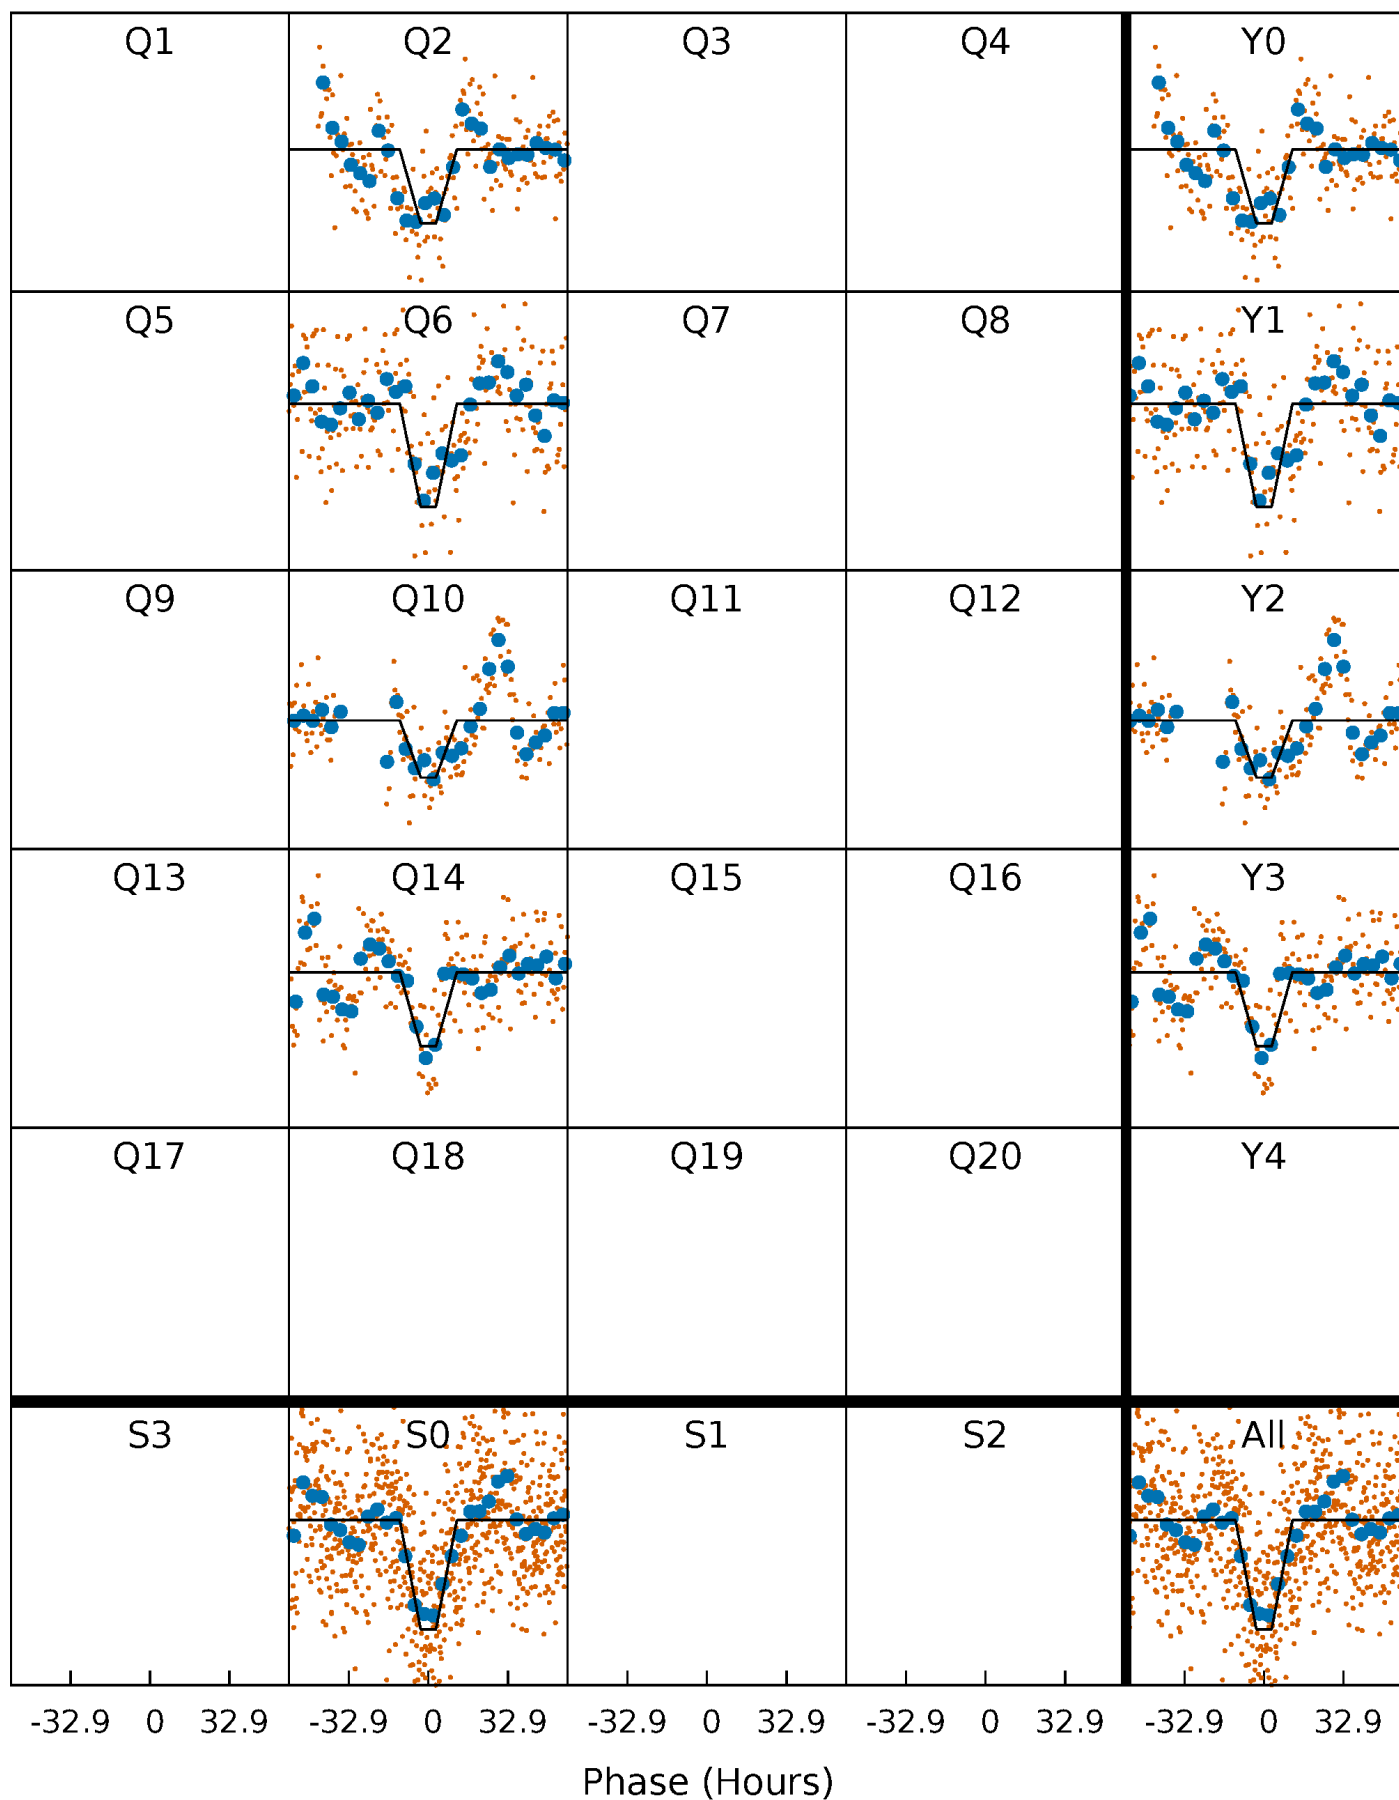 Q1 Q2 Q3 Q4 Y0
Q5 Q6 Q7 Q8 Y1
Q9 Q10 Q11 Q12 Y2
Q13 Q14 Q15 Q16 Y3
Q17 Q18 Q19 Q20 Y4
S3 S0 S1 S2 All
-32.9 0 32.9 -32.9 0 32.9 -32.9 0 32.9 -32.9 0 32.9 -32.9 0 32.9
Phase (Hours)